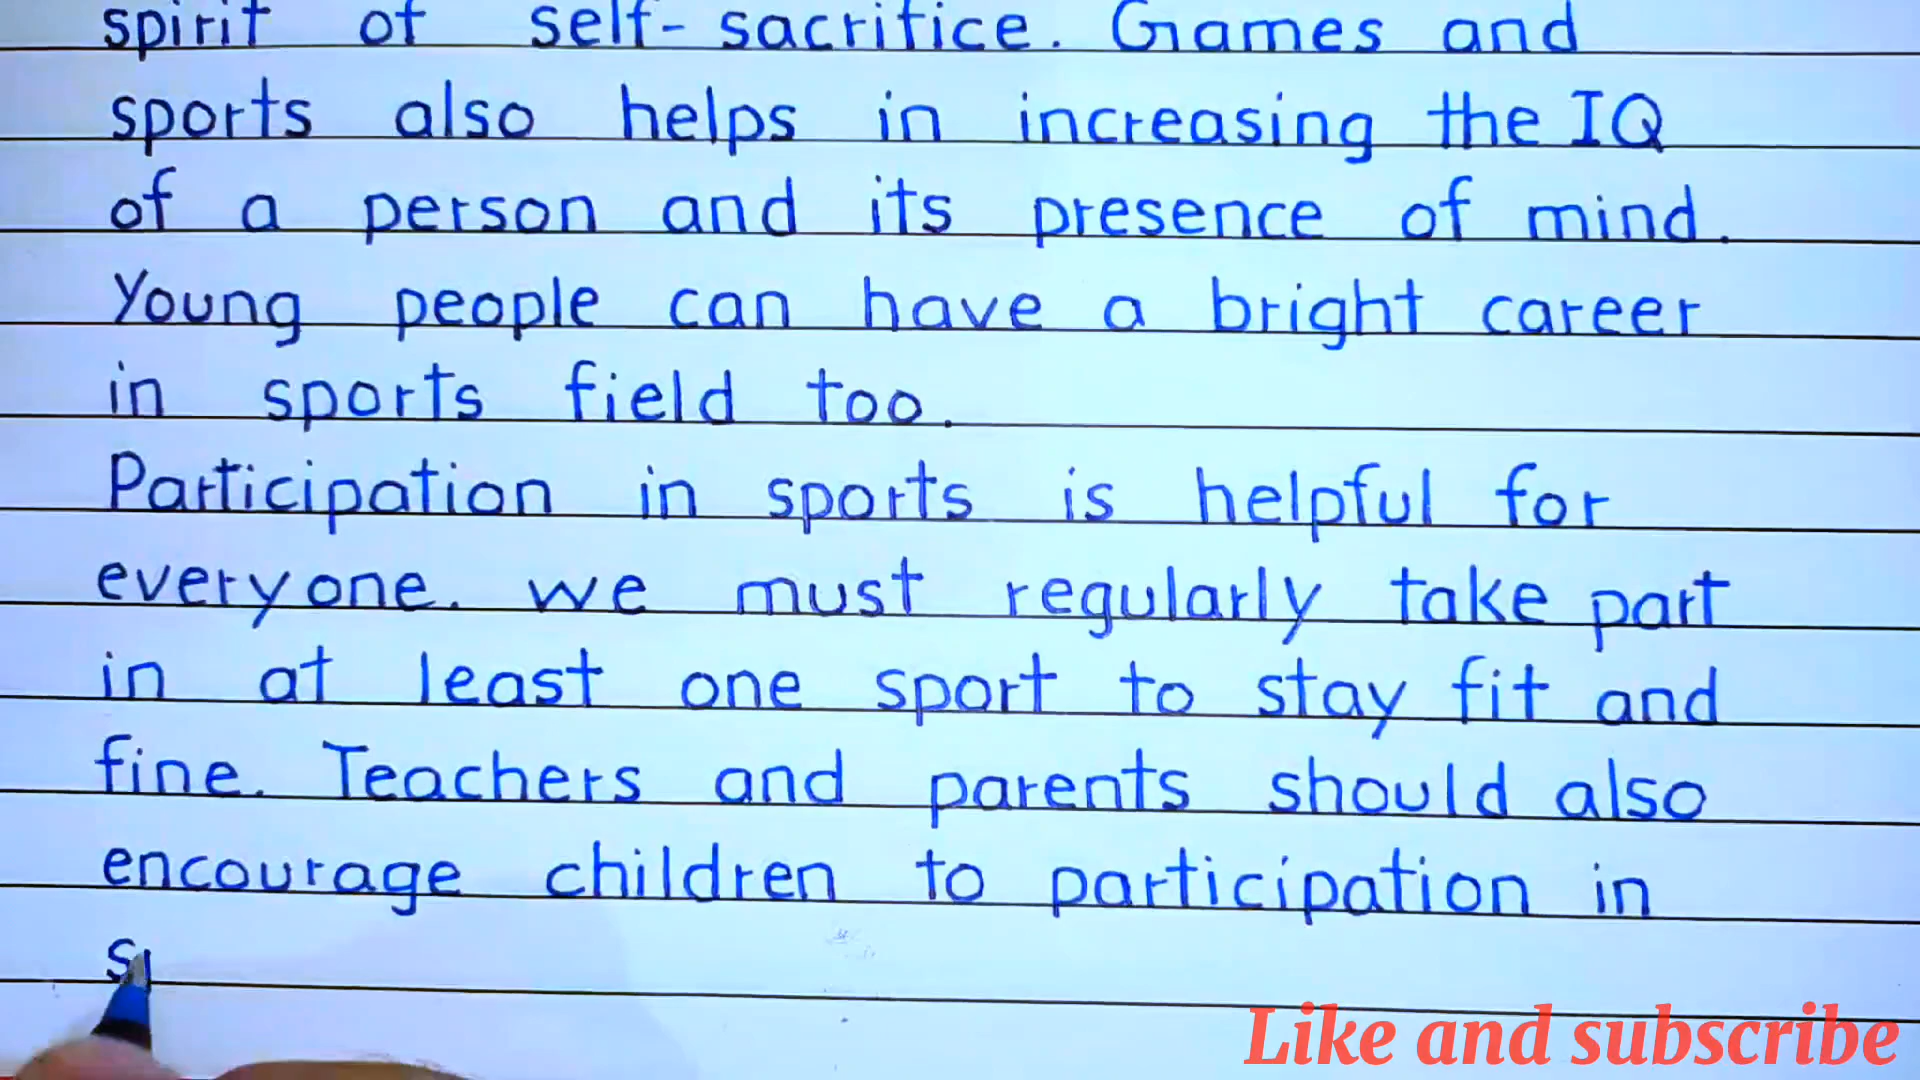 spirit of self-sacrifice. Games and
sports also helps in increasing the IQ
of a person and its presence of mind.
Young people can have a bright career
in sports field too.
Participation in sports is helpful for
everyone. we must regularly take part
in at least one sport to stay fit and
fine. Teachers and parents should also
encourage children to participation in
Like and subscribe